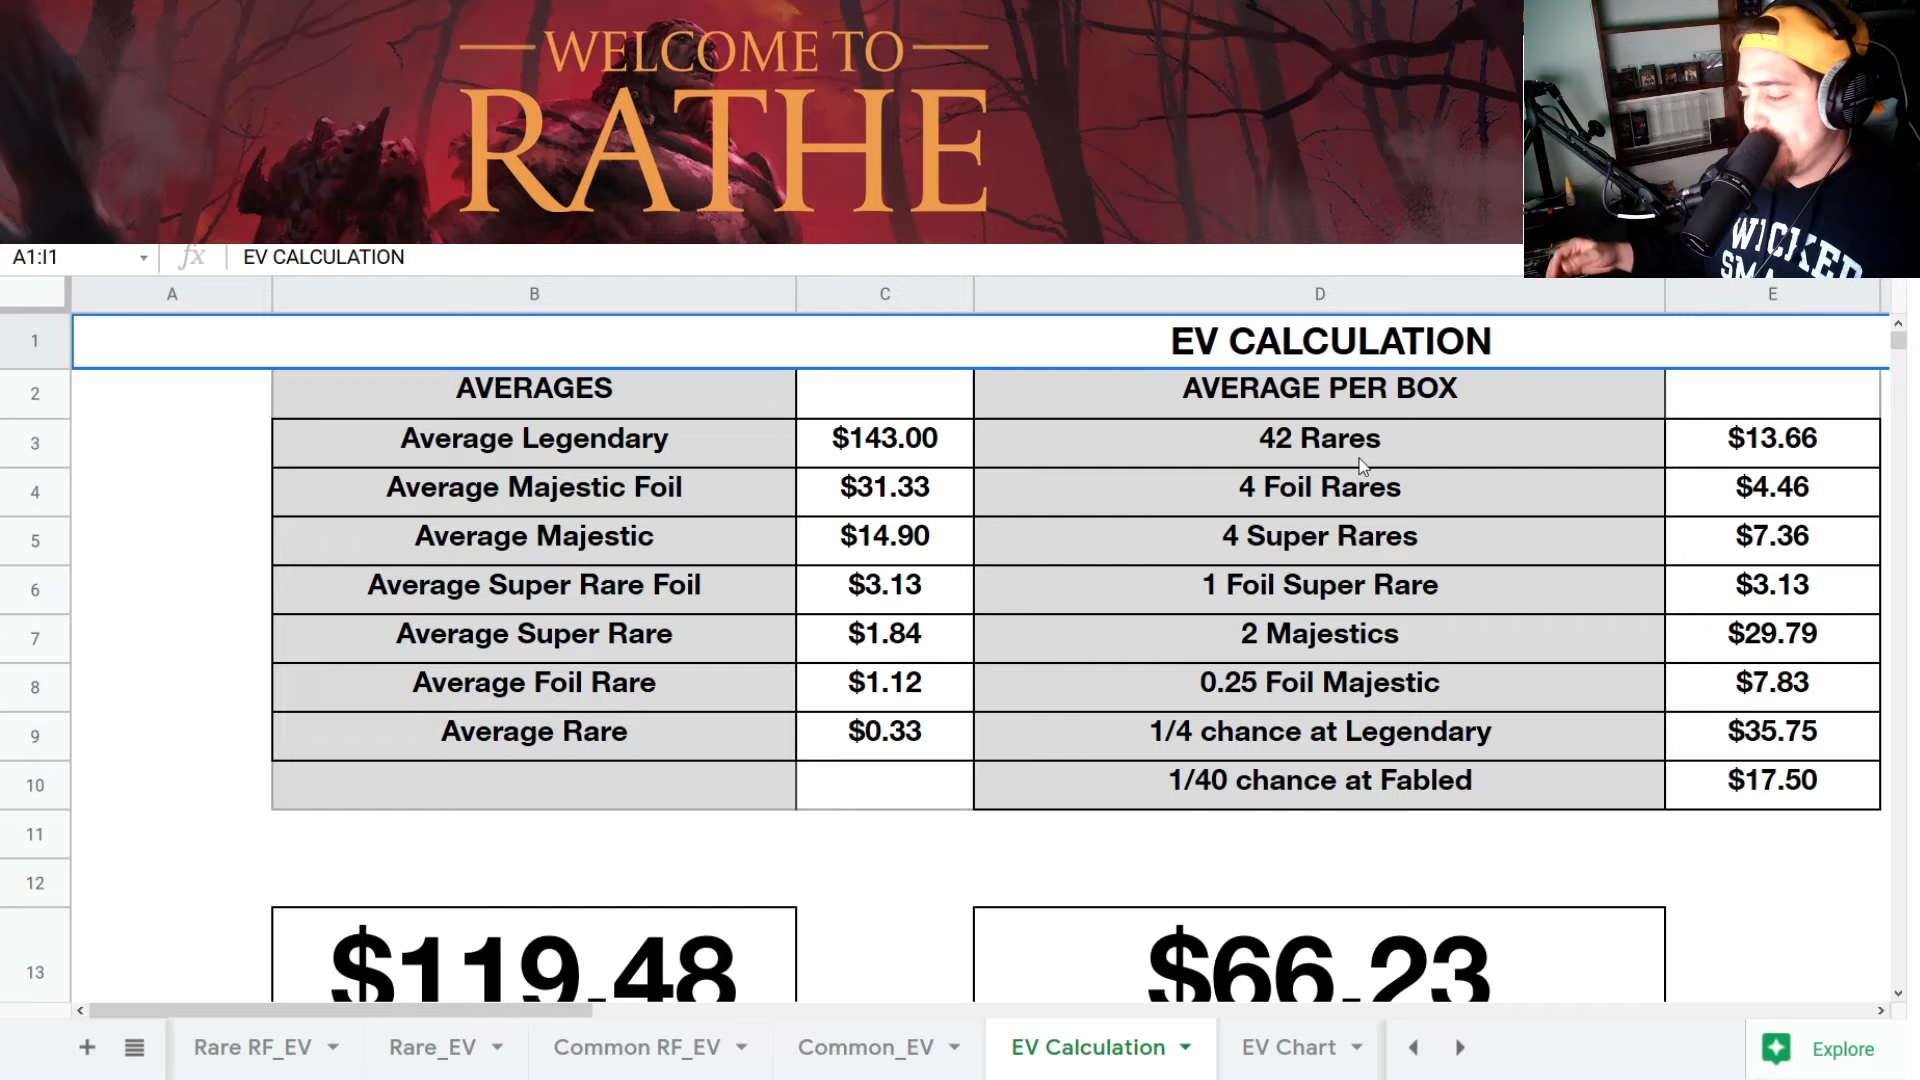 WELCOME TO
RATHE
WICKED
A1:I1 fx EV CALCULATION
A B C D E
1 EV CALCULATION
2 AVERAGES AVERAGE PER BOX
3 Average Legendary $143.00 42 Rares $13.66
4 Average Majestic Foil $31.33 4 Foil Rares $4.46
5 Average Majestic $14.90 4 Super Rares $7.36
6 Average Super Rare Foil $3.13 1 Foil Super Rare $3.13
7 Average Super Rare $1.84 2 Majestics $29.79
8 Average Foil Rare $1.12 0.25 Foil Majestic $7.83
9 Average Rare $0.33 1/4 chance at Legendary $35.75
10 1/40 chance at Fabled $17.50
11
12
13 $119.48 $66.23
+ Rare RF_EV Rare_EV Common RF_EV Common_EV EV Calculation EV Chart Explore